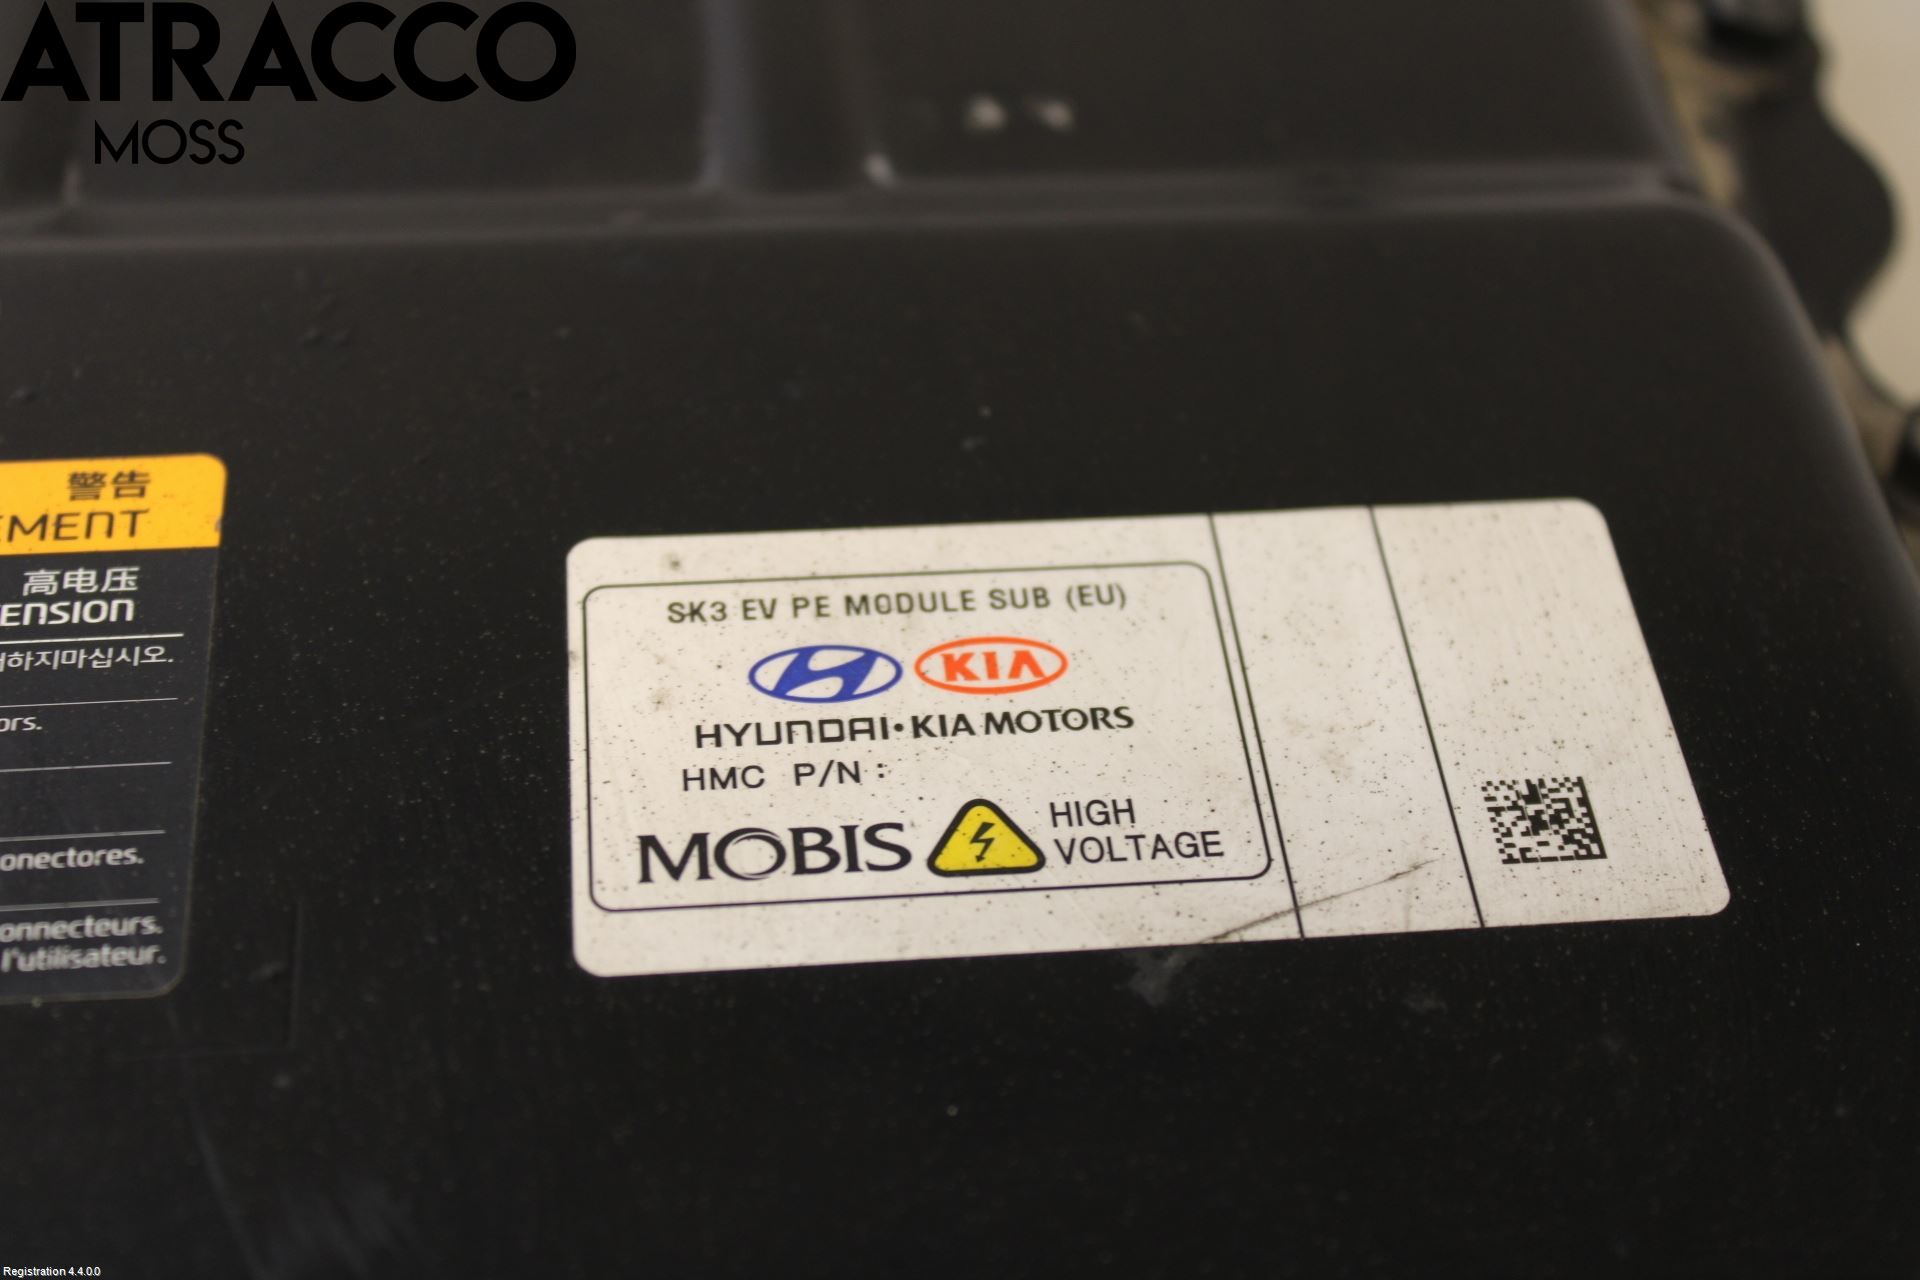 ATRACCO
MOSS
警告
EMENT
高电压
ENSION
하지마십시오.
ors.
onectores.
onnecteurs.
l'utilisateur.
SK3 EV PE MODULE SUB (EU)
KIA
HYUNDAI·KIA MOTORS
HMC P/N :
MOBIS
HIGH
VOLTAGE
Registration 4.4.0.0